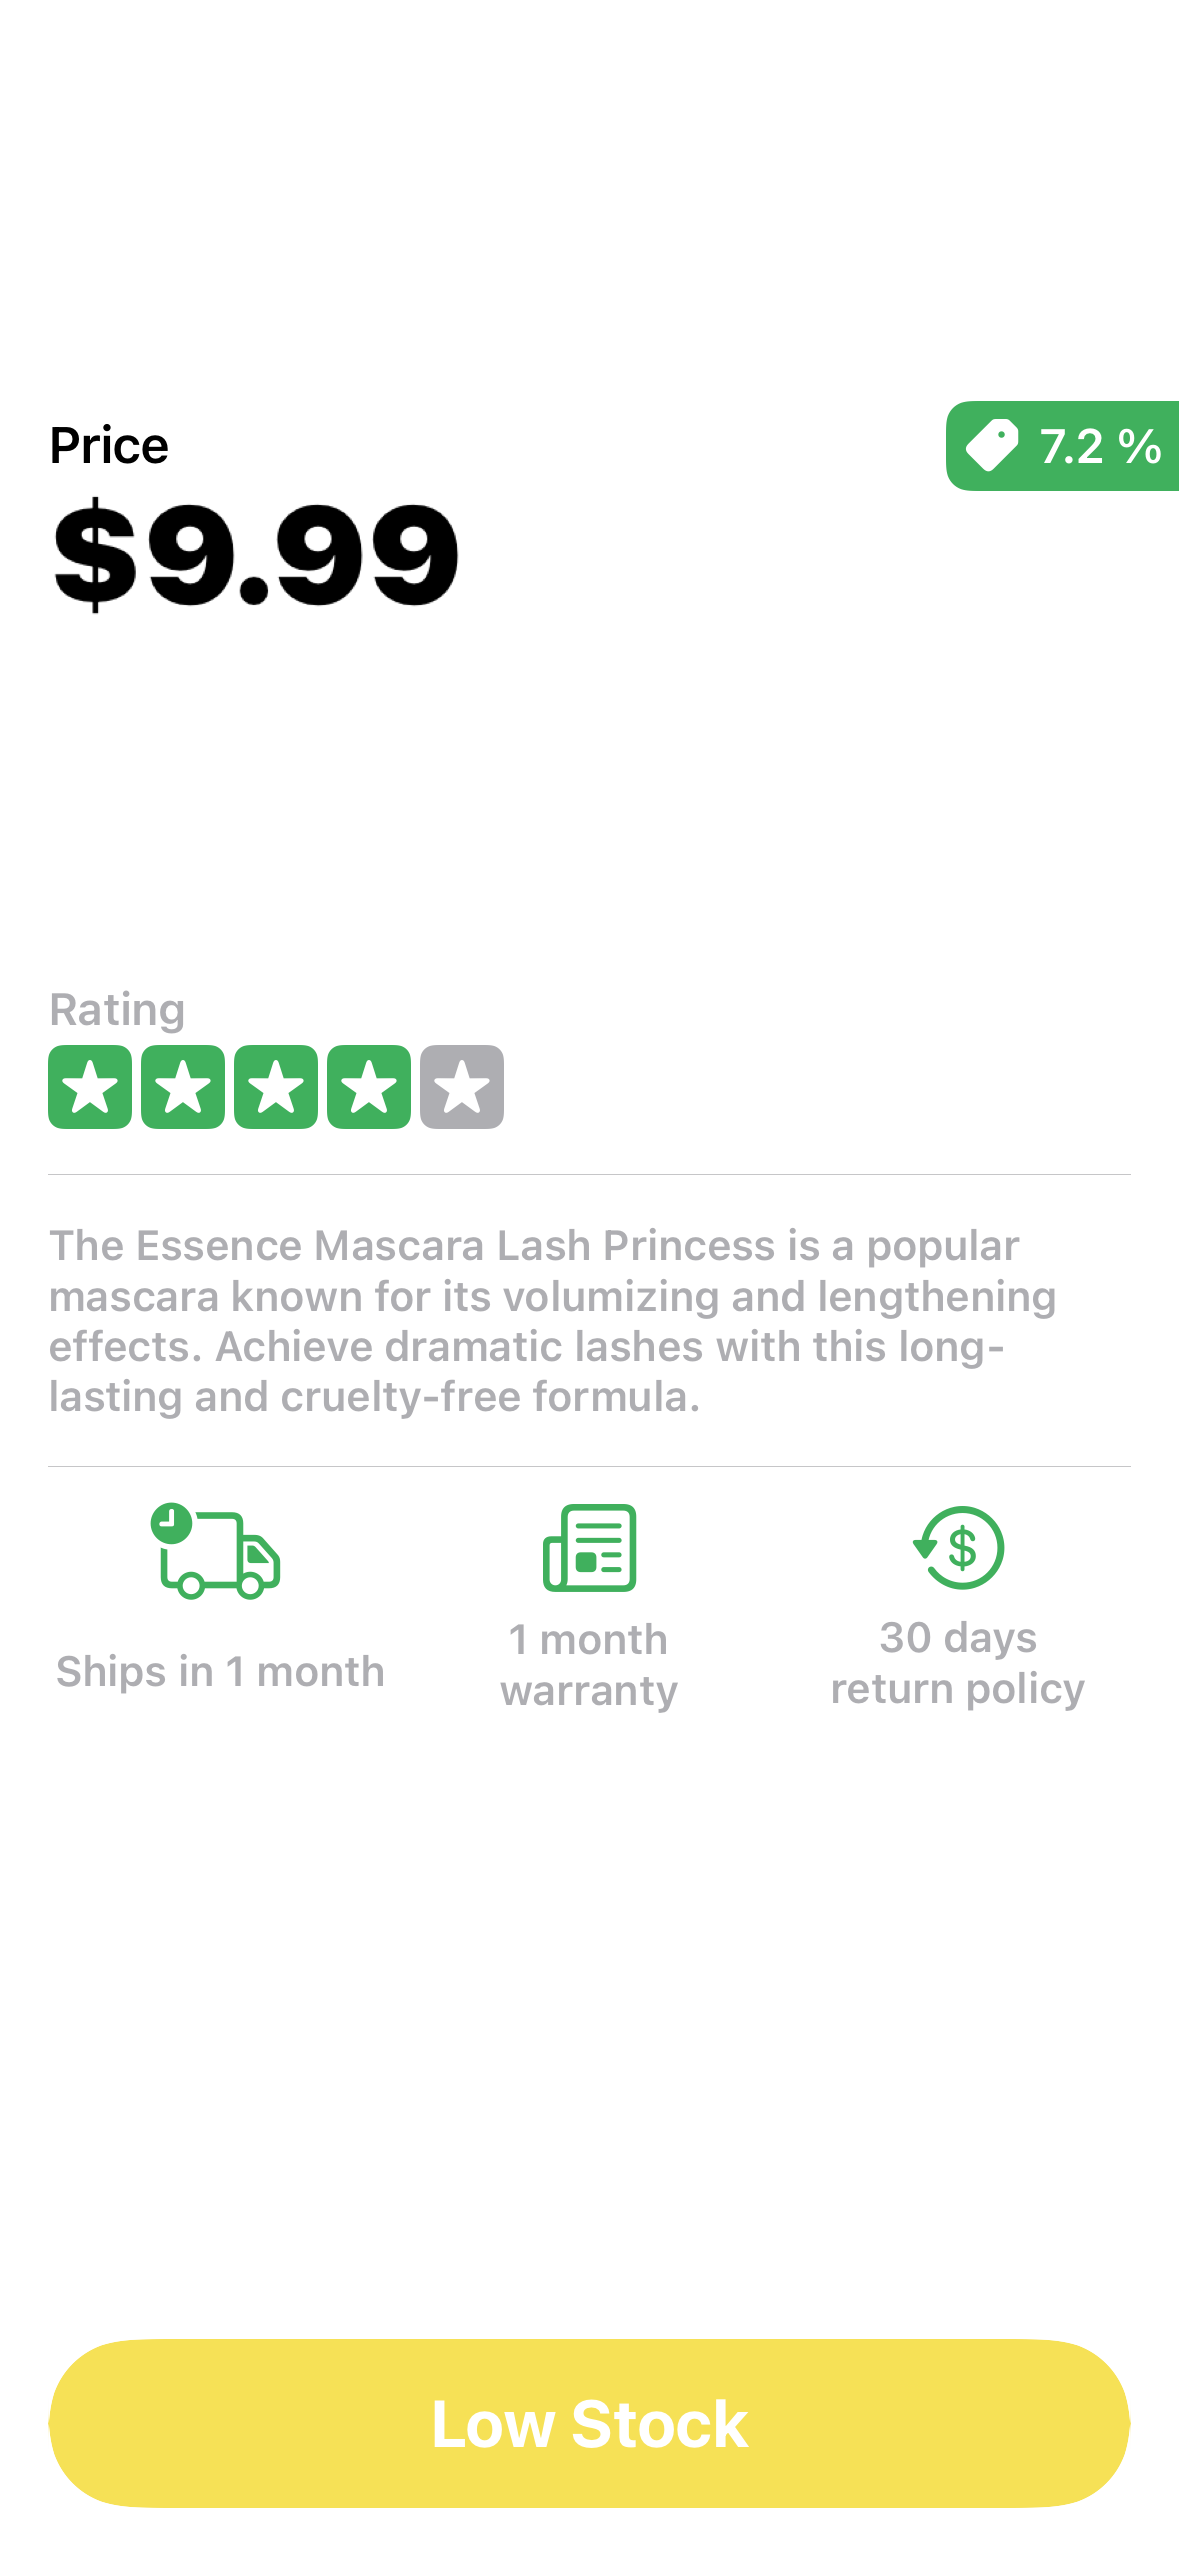 Price
7.2 %
$9.99
Rating
The Essence Mascara Lash Princess is a popular
mascara known for its volumizing and lengthening
effects. Achieve dramatic lashes with this long-
lasting and cruelty-free formula.
Ships in 1 month
1 month
warranty
30 days
return policy
Low Stock